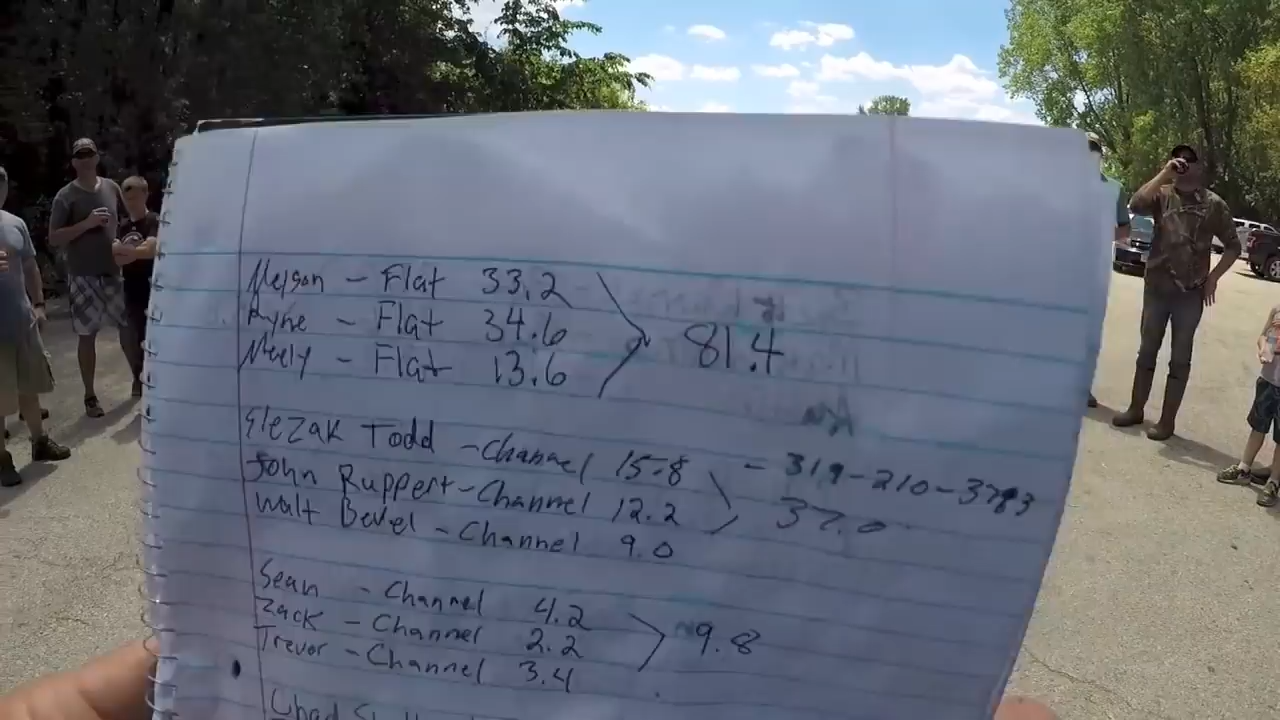 Nelson - Flat 33.2
Ryne - Flat 34.6 81.4
Neely - Flat 13.6
Slezak Todd - Channel 15.8 - 319-210-3793
John Ruppert - Channel 12.2 37.0
Walt Bevel - Channel 9.0
Sean - Channel 4.2
Zack - Channel 2.2 9.8
Trevor - Channel 3.4
Chad